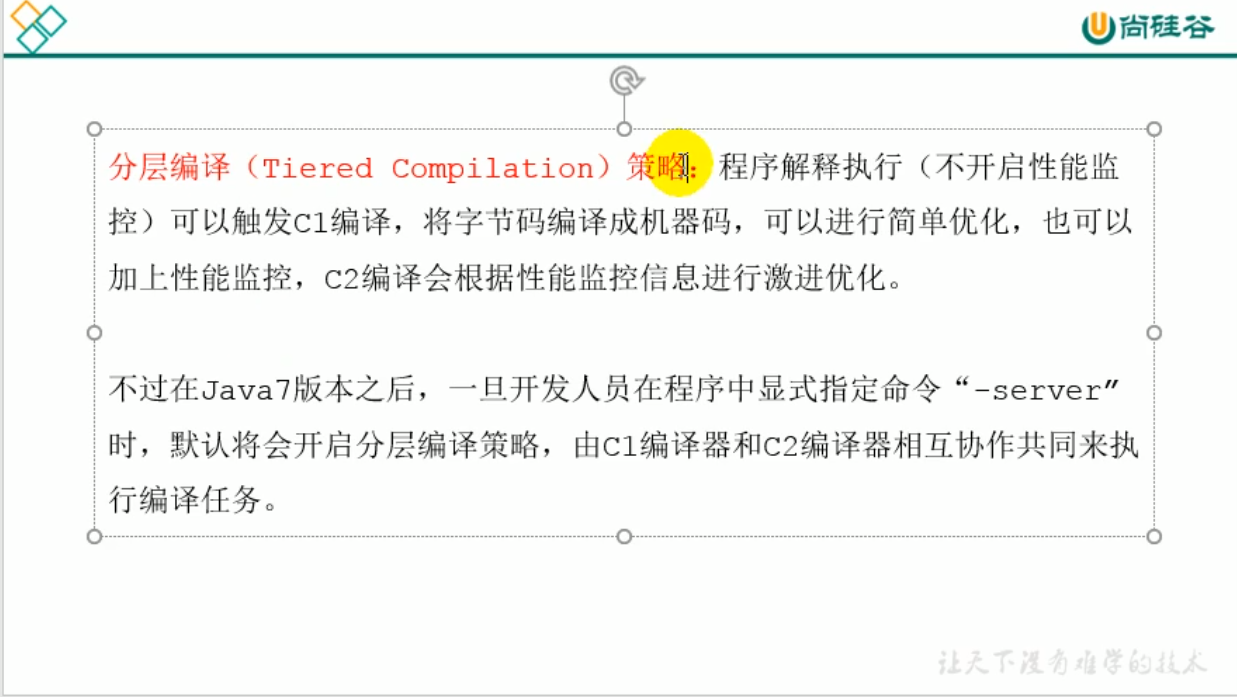 尚硅谷
分层编译（Tiered Compilation）策略：程序解释执行（不开启性能监
控）可以触发C1编译，将字节码编译成机器码，可以进行简单优化，也可以
加上性能监控，C2编译会根据性能监控信息进行激进优化。
不过在Java7版本之后，一旦开发人员在程序中显式指定命令“-server”
时，默认将会开启分层编译策略，由C1编译器和C2编译器相互协作共同来执
行编译任务。
让天下没有难学的技术